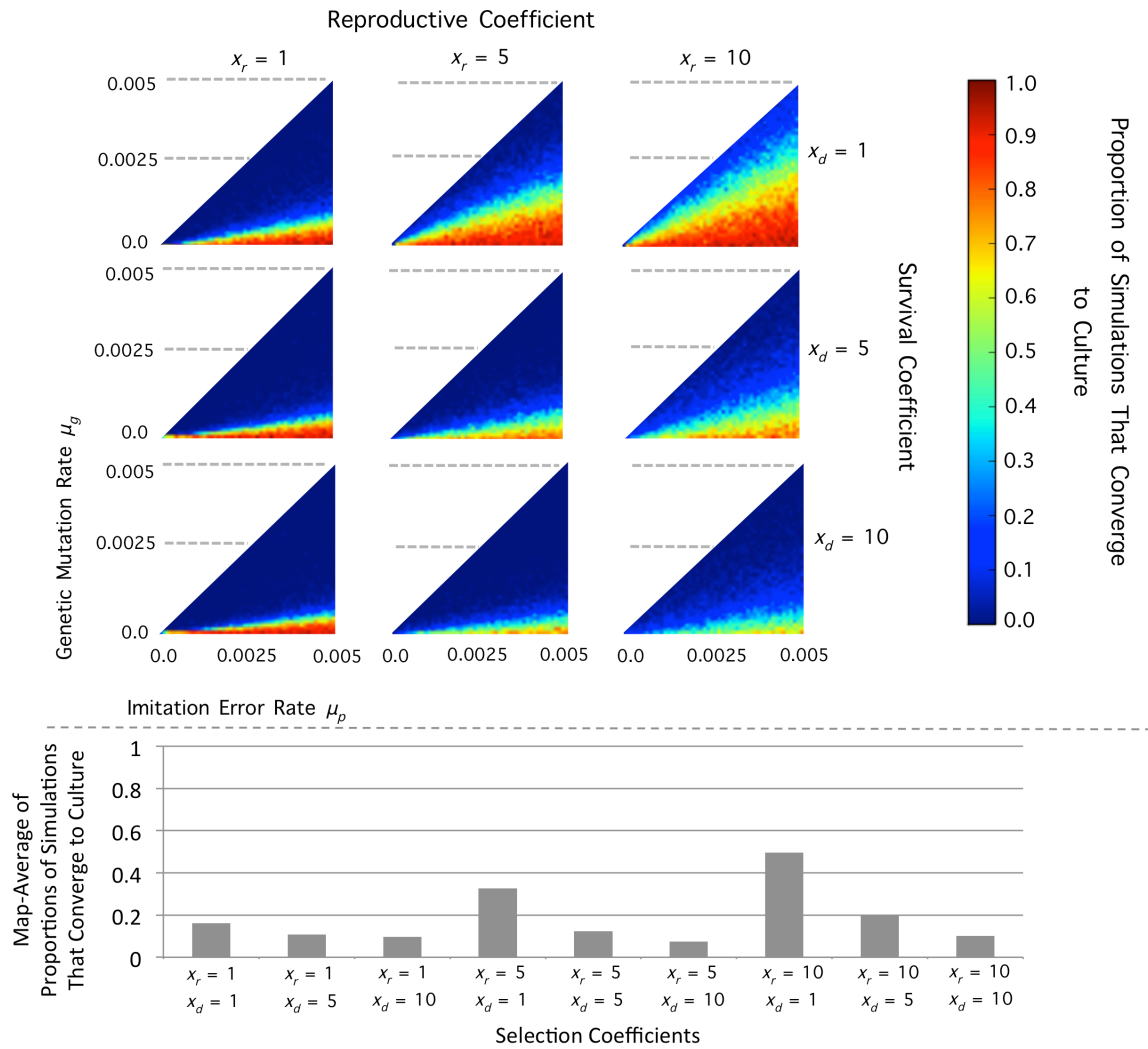 Reproductive Coefficient
x_r = 1
x_r = 5
x_r = 10
0.005
0.0025
0.0
x_d = 1
0.005
0.0025
0.0
x_d = 5
0.005
0.0025
0.0
x_d = 10
0.0 0.0025 0.005
0.0 0.0025 0.005
0.0 0.0025 0.005
Genetic Mutation Rate μ_g
Imitation Error Rate μ_p
Survival Coefficient
1.0
0.9
0.8
0.7
0.6
0.5
0.4
0.3
0.2
0.1
0.0
Proportion of Simulations That Converge
to Culture
Map-Average of
Proportions of Simulations
That Converge to Culture
1
0.8
0.6
0.4
0.2
0
x_r = 1 x_r = 1 x_r = 1 x_r = 5 x_r = 5 x_r = 5 x_r = 10 x_r = 10 x_r = 10
x_d = 1 x_d = 5 x_d = 10 x_d = 1 x_d = 5 x_d = 10 x_d = 1 x_d = 5 x_d = 10
Selection Coefficients